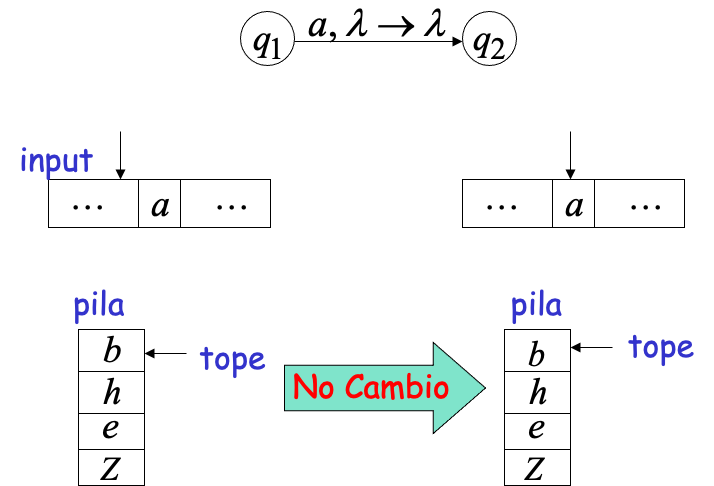 q1 a, λ → λ q2
input
⋯ a ⋯ ⋯ a ⋯
pila pila
b tope b tope
h No Cambio h
e e
Z Z